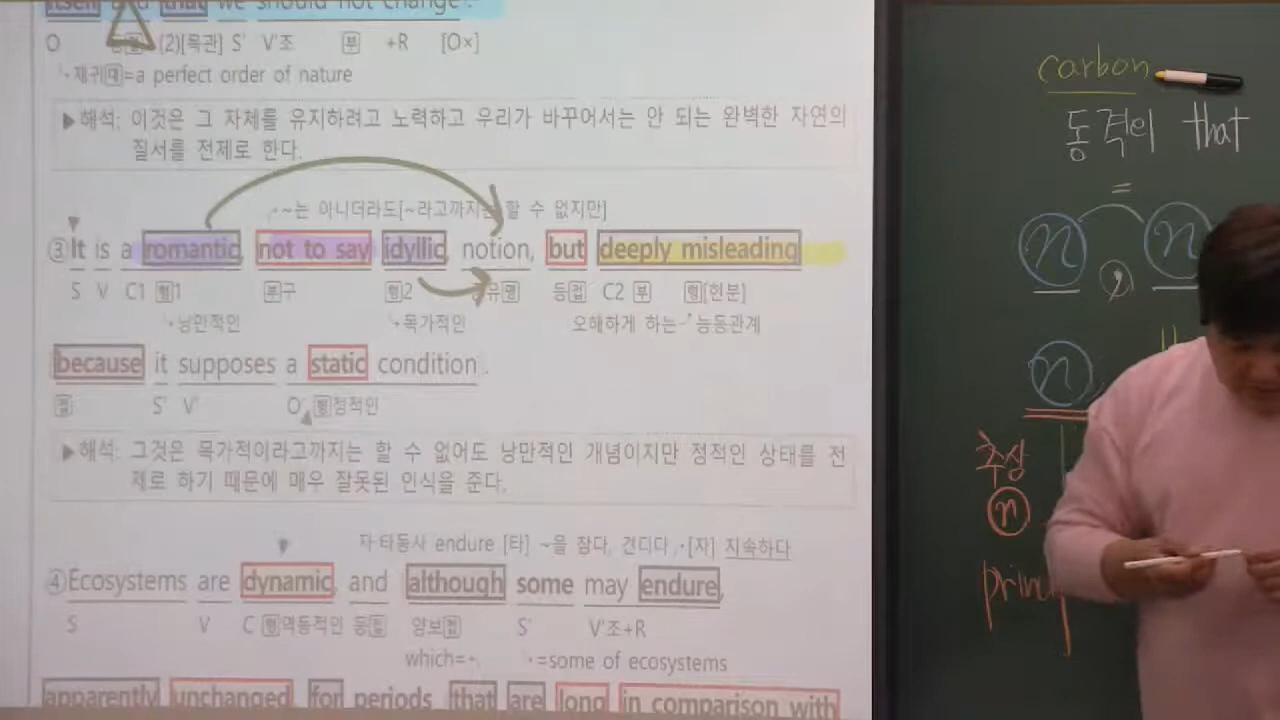 itself and that we should not change.
O 등접 (2)[목관] S' V'조 부 +R [O×]
재귀대=a perfect order of nature
▶해석: 이것은 그 자체를 유지하려고 노력하고 우리가 바꾸어서는 안 되는 완벽한 자연의
질서를 전제로 한다.
~는 아니더라도[~라고까지는 할 수 없지만]
③It is a romantic, not to say idyllic, notion, but deeply misleading
S V C1 형1 부구 형2 유명 등접 C2 부 형[현분]
낭만적인 목가적인 오해하게 하는 능동관계
because it supposes a static condition.
접 S' V' O' 형정적인
▶해석: 그것은 목가적이라고까지는 할 수 없어도 낭만적인 개념이지만 정적인 상태를 전
제로 하기 때문에 매우 잘못된 인식을 준다.
자·타동사 endure [타] ~을 참다, 견디다, [자] 지속하다
④Ecosystems are dynamic, and although some may endure,
S V C 형역동적인 등접 양보접 S' V'조+R
which= =some of ecosystems
apparently unchanged for periods that are long in comparison with
carbon
동격의 that
=
n , n
n
추상
n